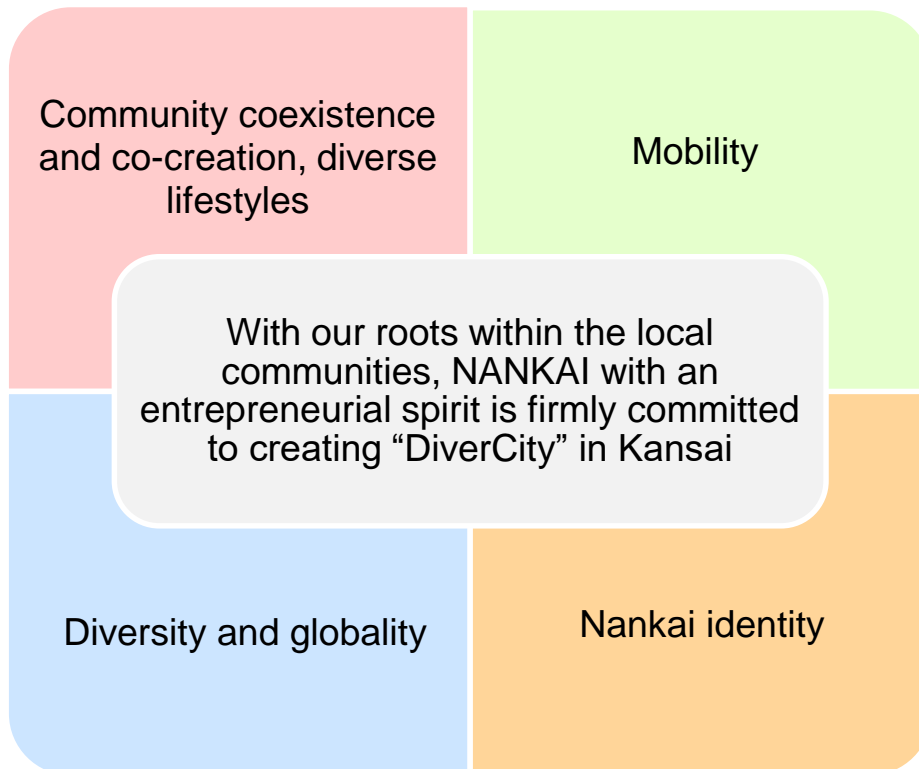 Community coexistence
and co-creation, diverse
lifestyles
Mobility
With our roots within the local
communities, NANKAI with an
entrepreneurial spirit is firmly committed
to creating “DiverCity” in Kansai
Diversity and globality
Nankai identity